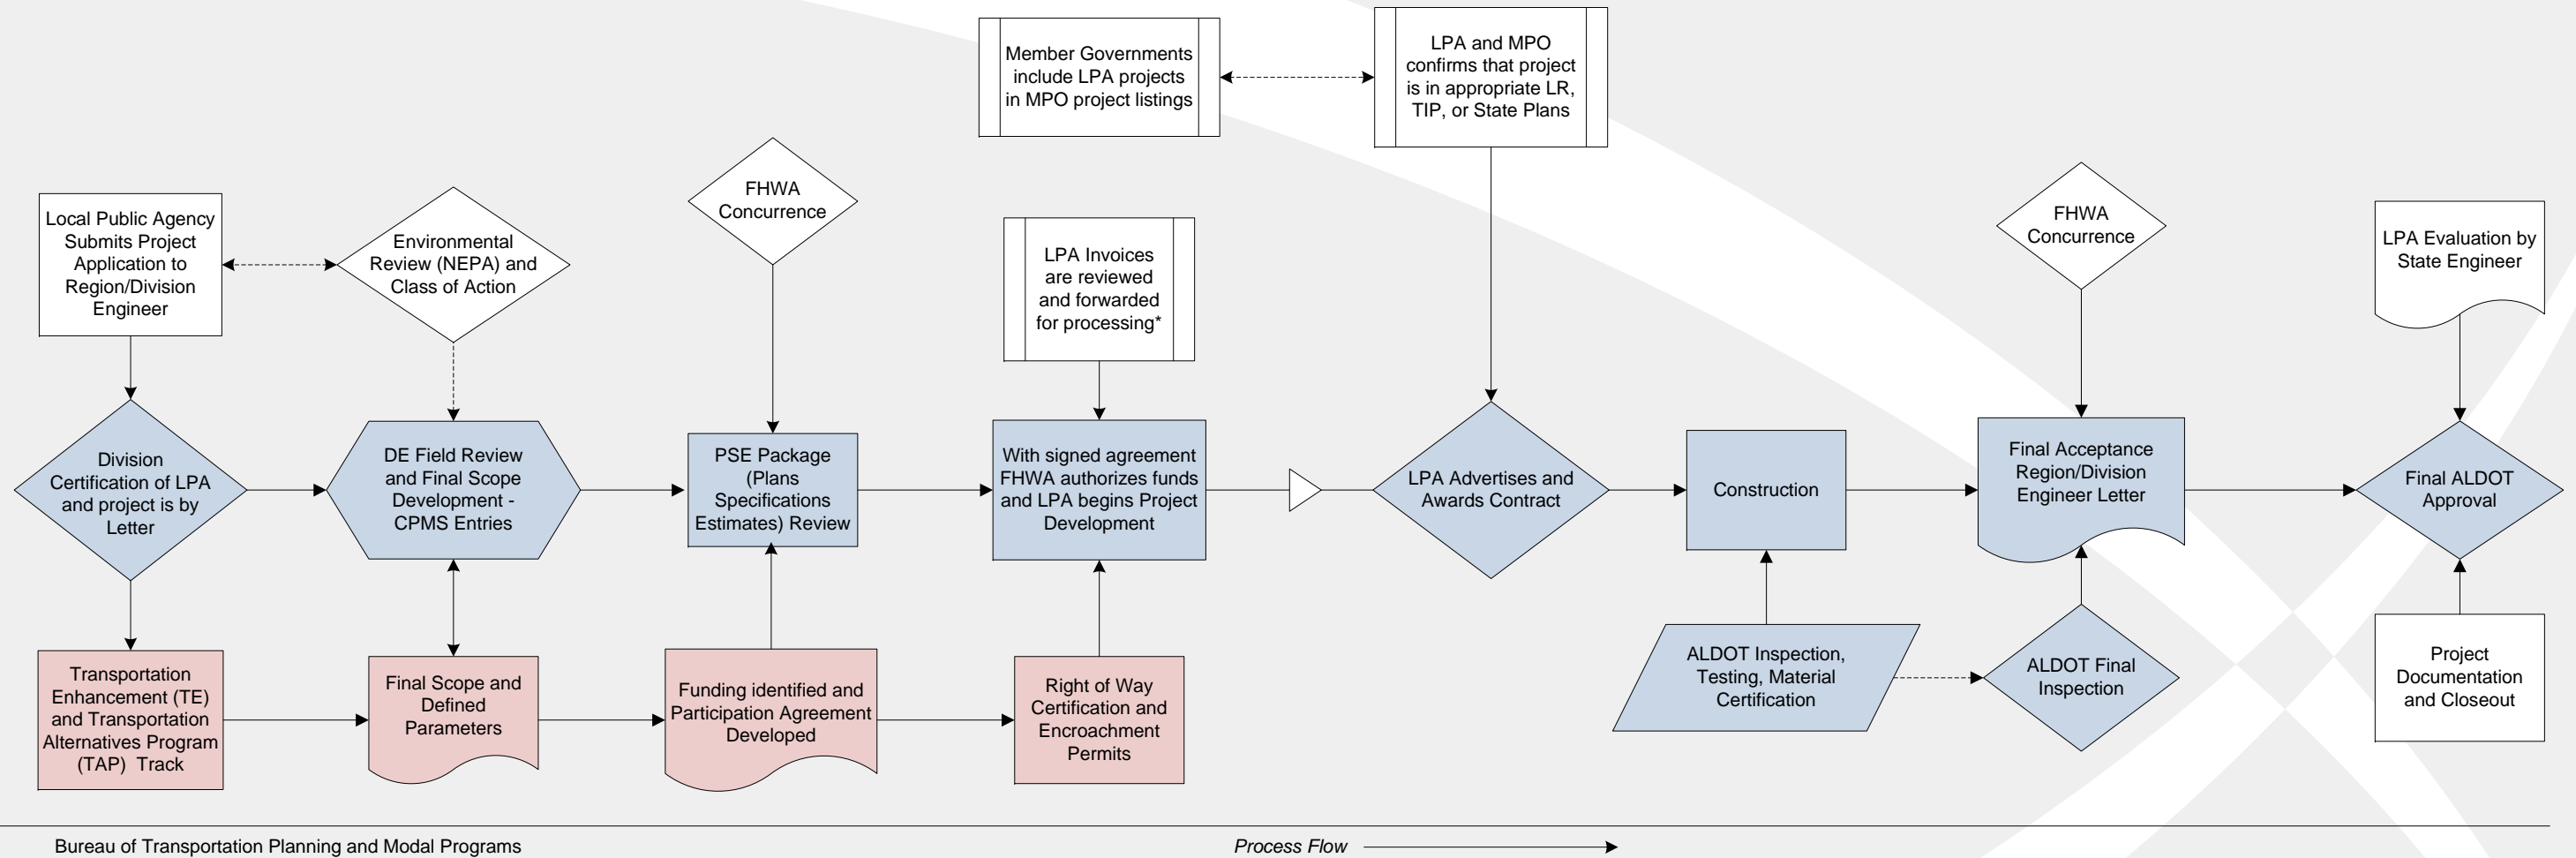 Member Governments
include LPA projects
in MPO project listings
LPA and MPO
confirms that project
is in appropriate LR,
TIP, or State Plans
Local Public Agency
Submits Project
Application to
Region/Division
Engineer
Environmental
Review (NEPA) and
Class of Action
FHWA
Concurrence
LPA Invoices
are reviewed
and forwarded
for processing*
FHWA
Concurrence
LPA Evaluation by
State Engineer
Division
Certification of LPA
and project is by
Letter
DE Field Review
and Final Scope
Development -
CPMS Entries
PSE Package
(Plans
Specifications
Estimates) Review
With signed agreement
FHWA authorizes funds
and LPA begins Project
Development
LPA Advertises and
Awards Contract
Construction
Final Acceptance
Region/Division
Engineer Letter
Final ALDOT
Approval
Transportation
Enhancement (TE)
and Transportation
Alternatives Program
(TAP) Track
Final Scope and
Defined
Parameters
Funding identified and
Participation Agreement
Developed
Right of Way
Certification and
Encroachment
Permits
ALDOT Inspection,
Testing, Material
Certification
ALDOT Final
Inspection
Project
Documentation
and Closeout
Bureau of Transportation Planning and Modal Programs
Process Flow